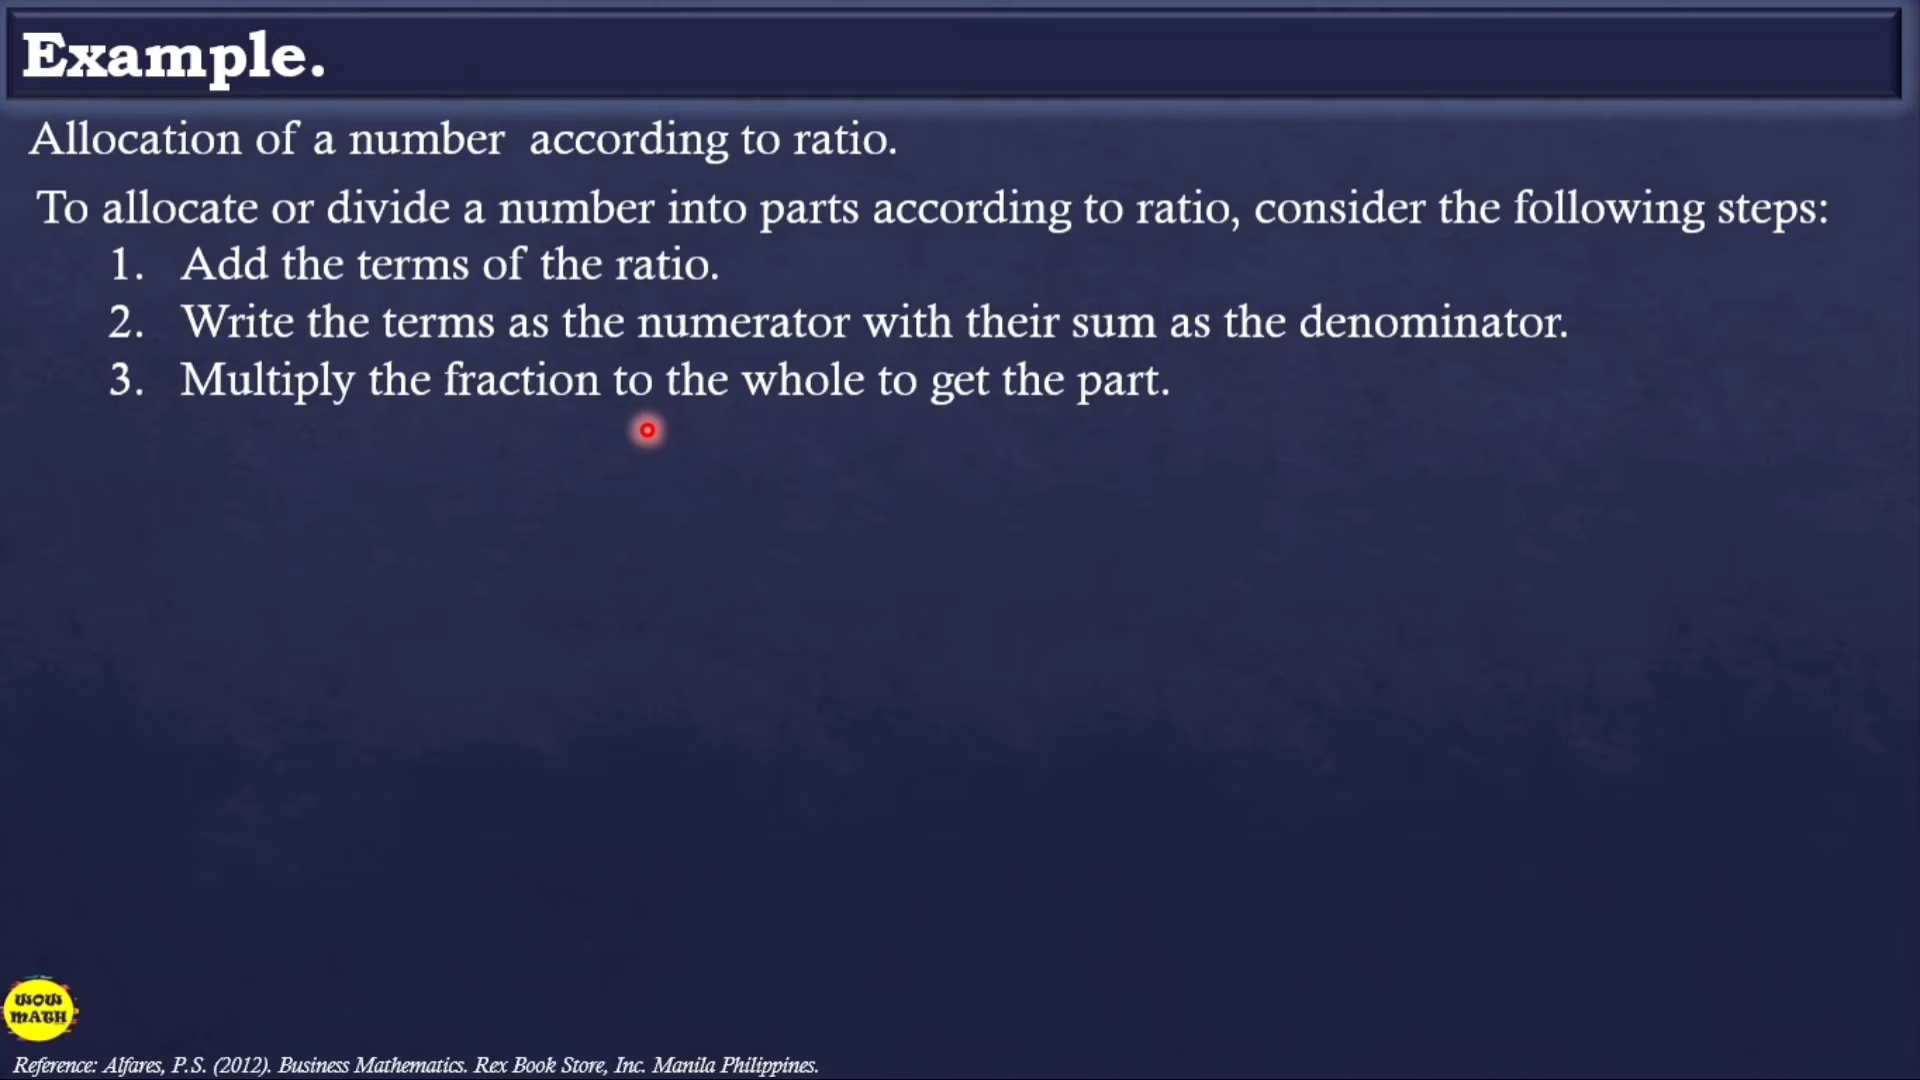 Example.
Allocation of a number according to ratio.
To allocate or divide a number into parts according to ratio, consider the following steps:
1. Add the terms of the ratio.
2. Write the terms as the numerator with their sum as the denominator.
3. Multiply the fraction to the whole to get the part.
WOW
MATH
Reference: Alfares, P.S. (2012). Business Mathematics. Rex Book Store, Inc. Manila Philippines.